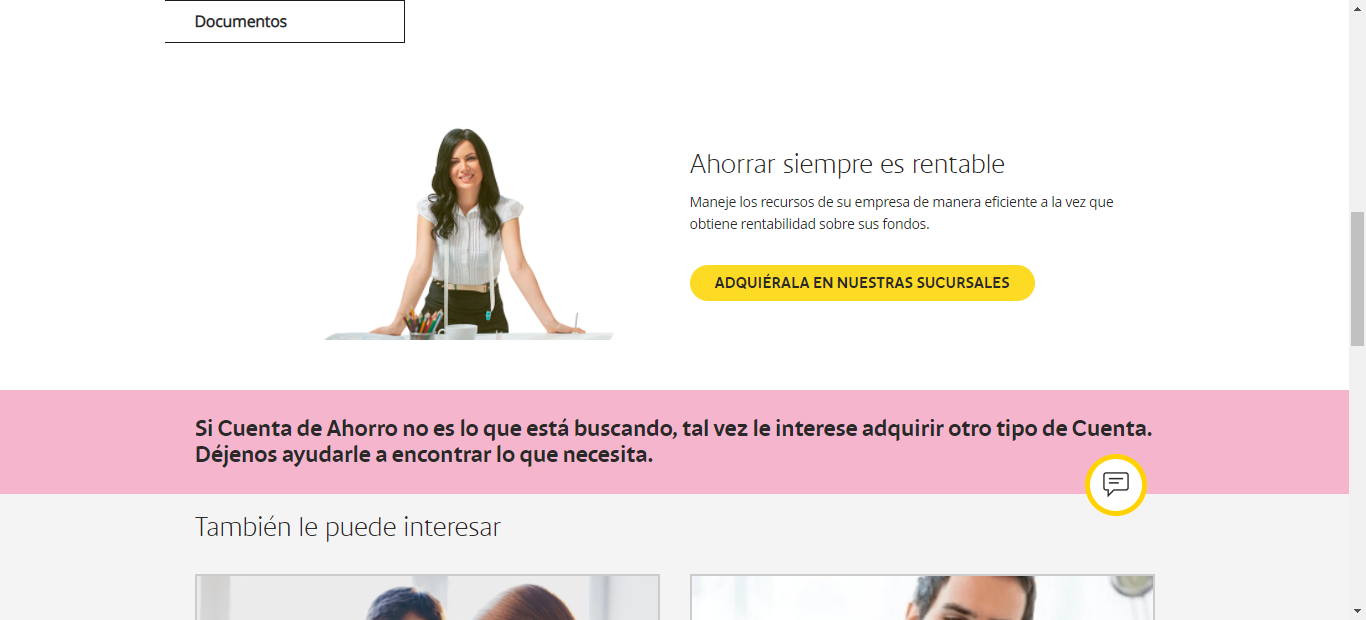 Documentos
Ahorrar siempre es rentable
Maneje los recursos de su empresa de manera eficiente a la vez que
obtiene rentabilidad sobre sus fondos.
ADQUIÉRALA EN NUESTRAS SUCURSALES
Si Cuenta de Ahorro no es lo que está buscando, tal vez le interese adquirir otro tipo de Cuenta.
Déjenos ayudarle a encontrar lo que necesita.
También le puede interesar